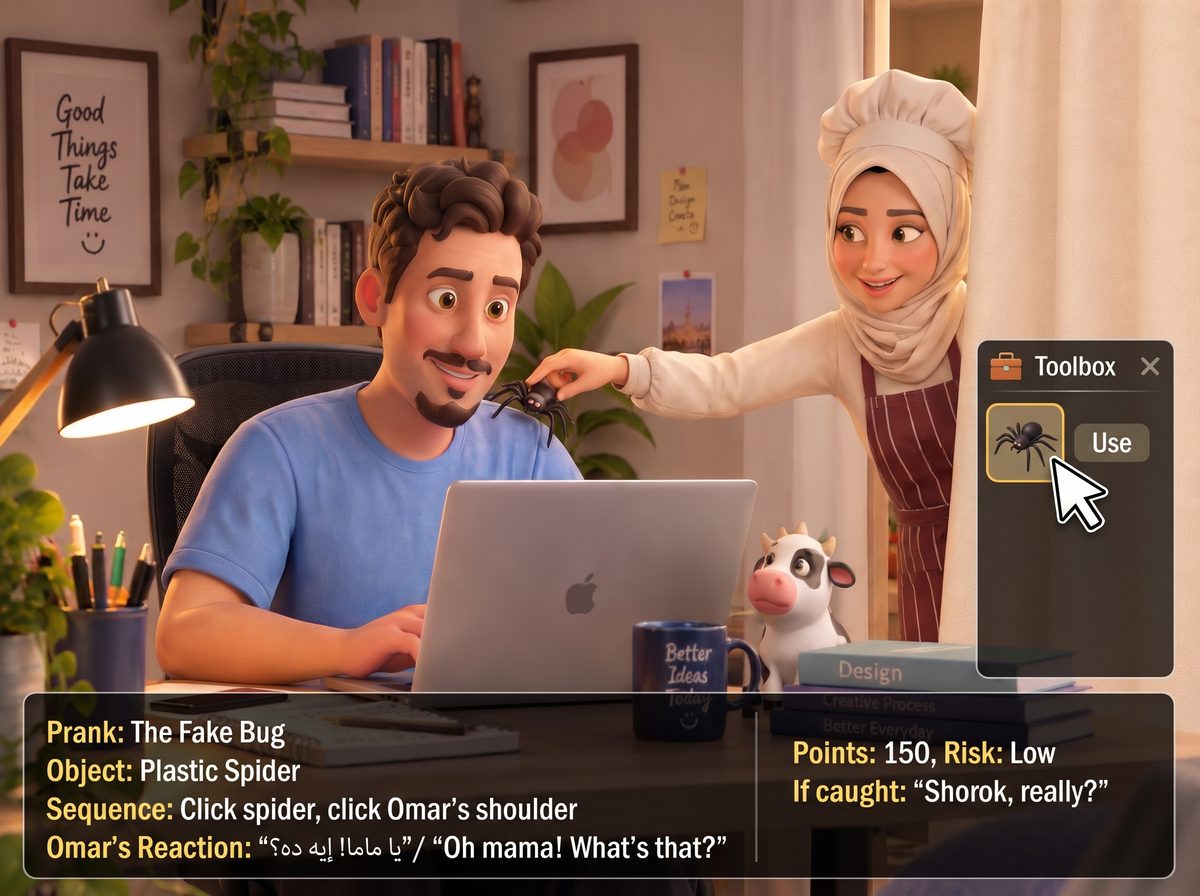 Good
Things
Take
Time
Toolbox
Use
Better
Ideas
Today
Design
Creative Process
Better Everyday
Prank: The Fake Bug
Object: Plastic Spider
Sequence: Click spider, click Omar's shoulder
Omar's Reaction: “يا ماما! إيه ده؟”/ “Oh mama! What's that?”
Points: 150, Risk: Low
If caught: “Shorok, really?”